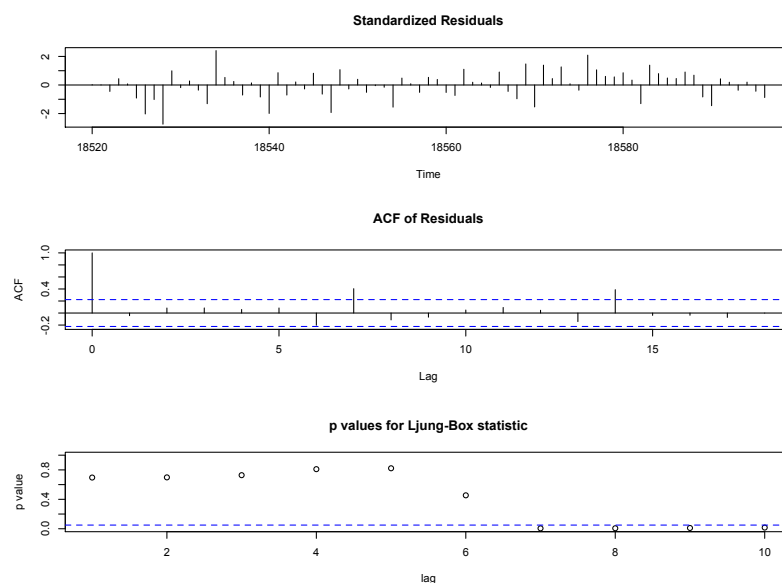 Standardized Residuals
2
0
-2
18520 18540 18560 18580
Time
ACF of Residuals
ACF
1.0
0.4
-0.2
0 5 10 15
Lag
p values for Ljung-Box statistic
p value
0.8
0.4
0.0
2 4 6 8 10
lag